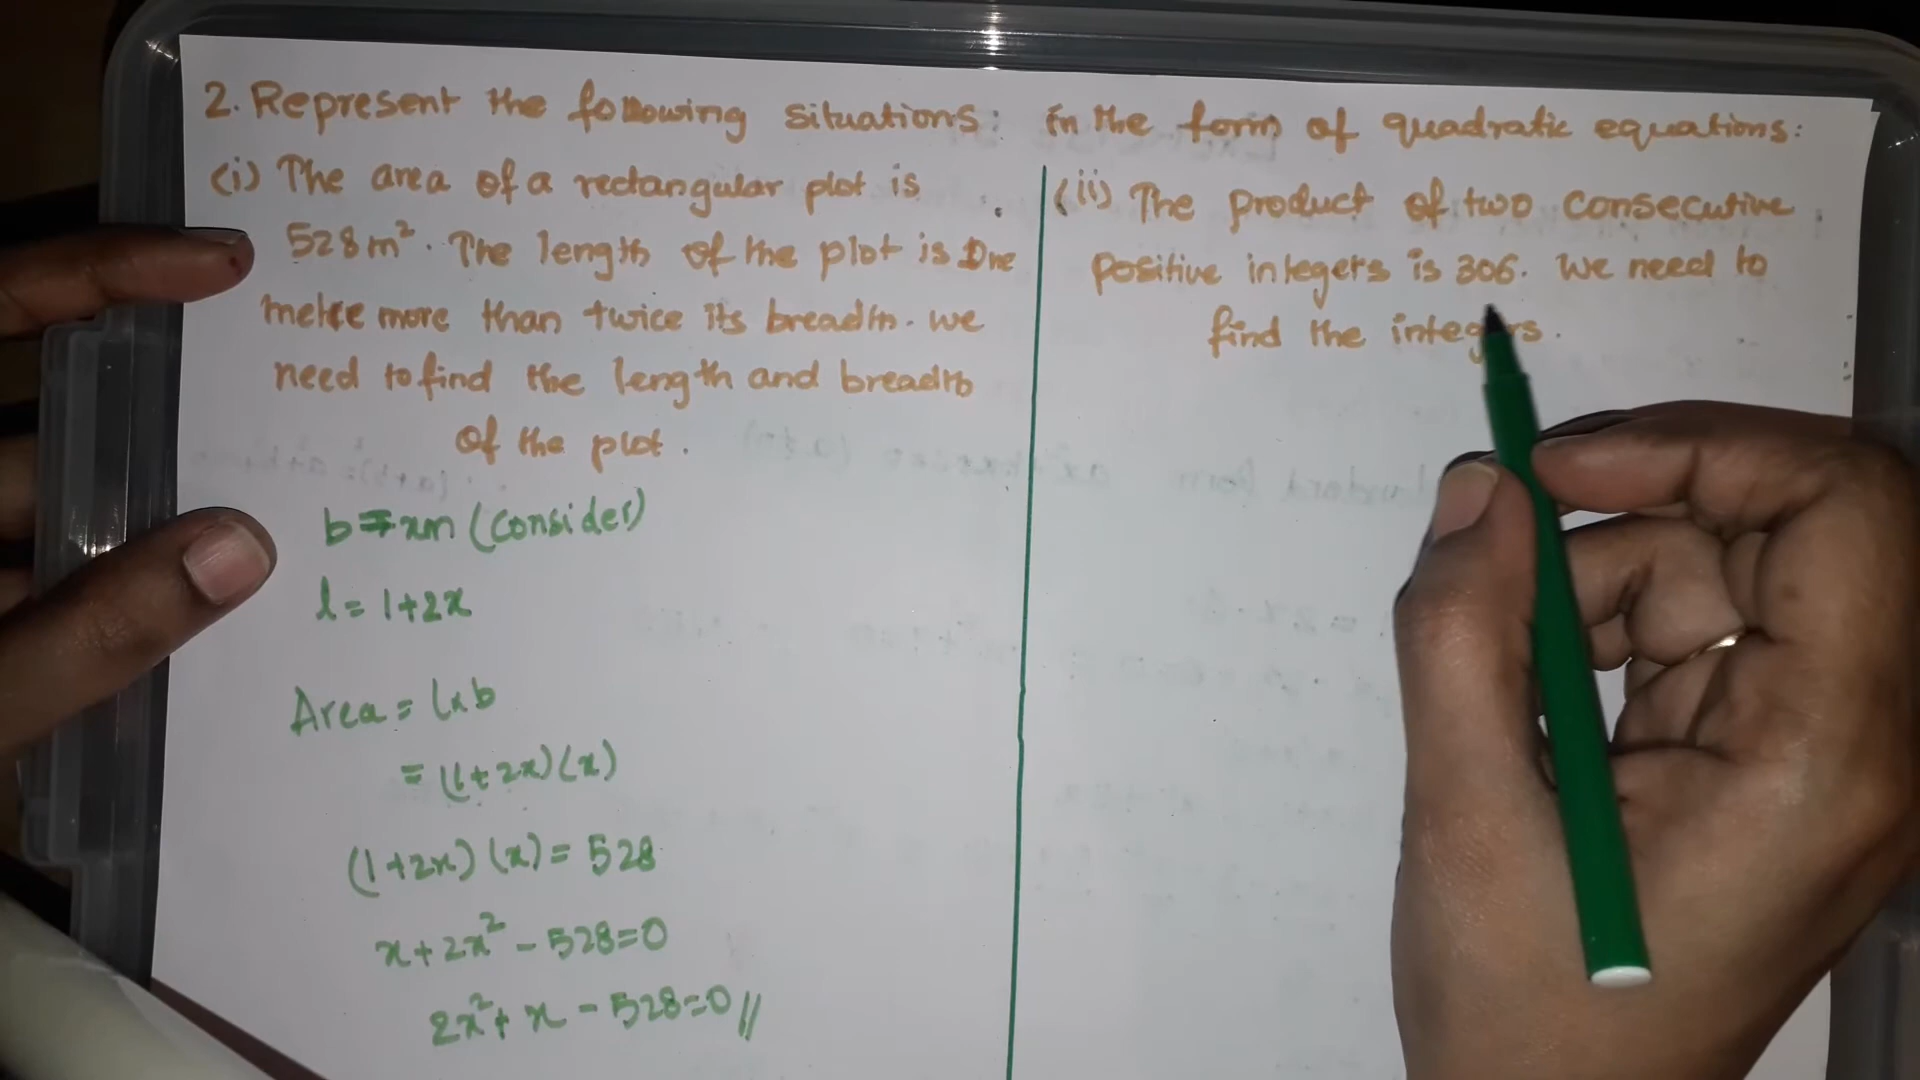 2. Represent the following situations: in the form of quadratic equations:
(i) The area of a rectangular plot is
528m². The length of the plot is One
metre more than twice its breadth. we
need to find the length and breadth
of the plot.
b = xm (consider)
l = 1+2x
Area = l×b
= (1+2x)(x)
(1+2x)(x) = 528
x+2x² - 528=0
2x²+ x - 528=0//
(ii) The product of two consecutive
positive integers is 306. We need to
find the integers.